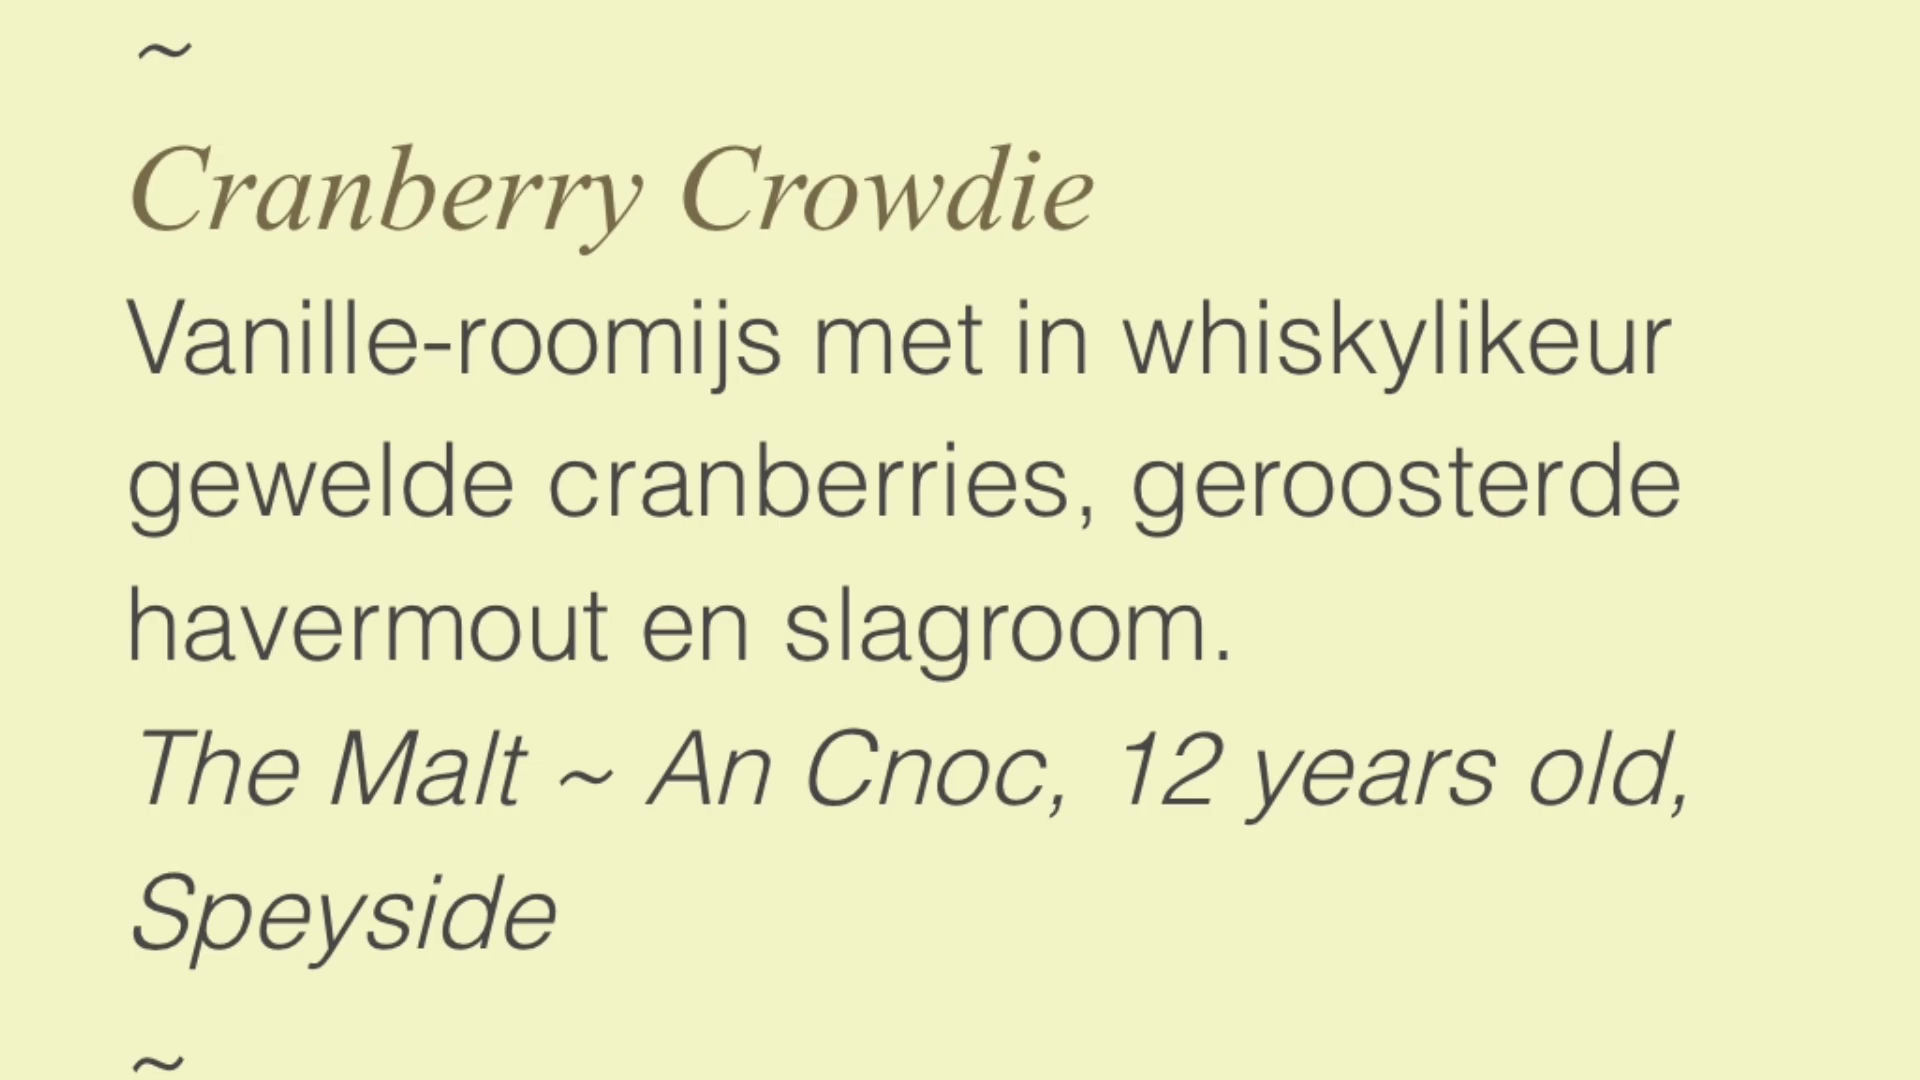 ~
Cranberry Crowdie
Vanille-roomijs met in whiskylikeur
gewelde cranberries, geroosterde
havermout en slagroom.
The Malt ~ An Cnoc, 12 years old,
Speyside
~